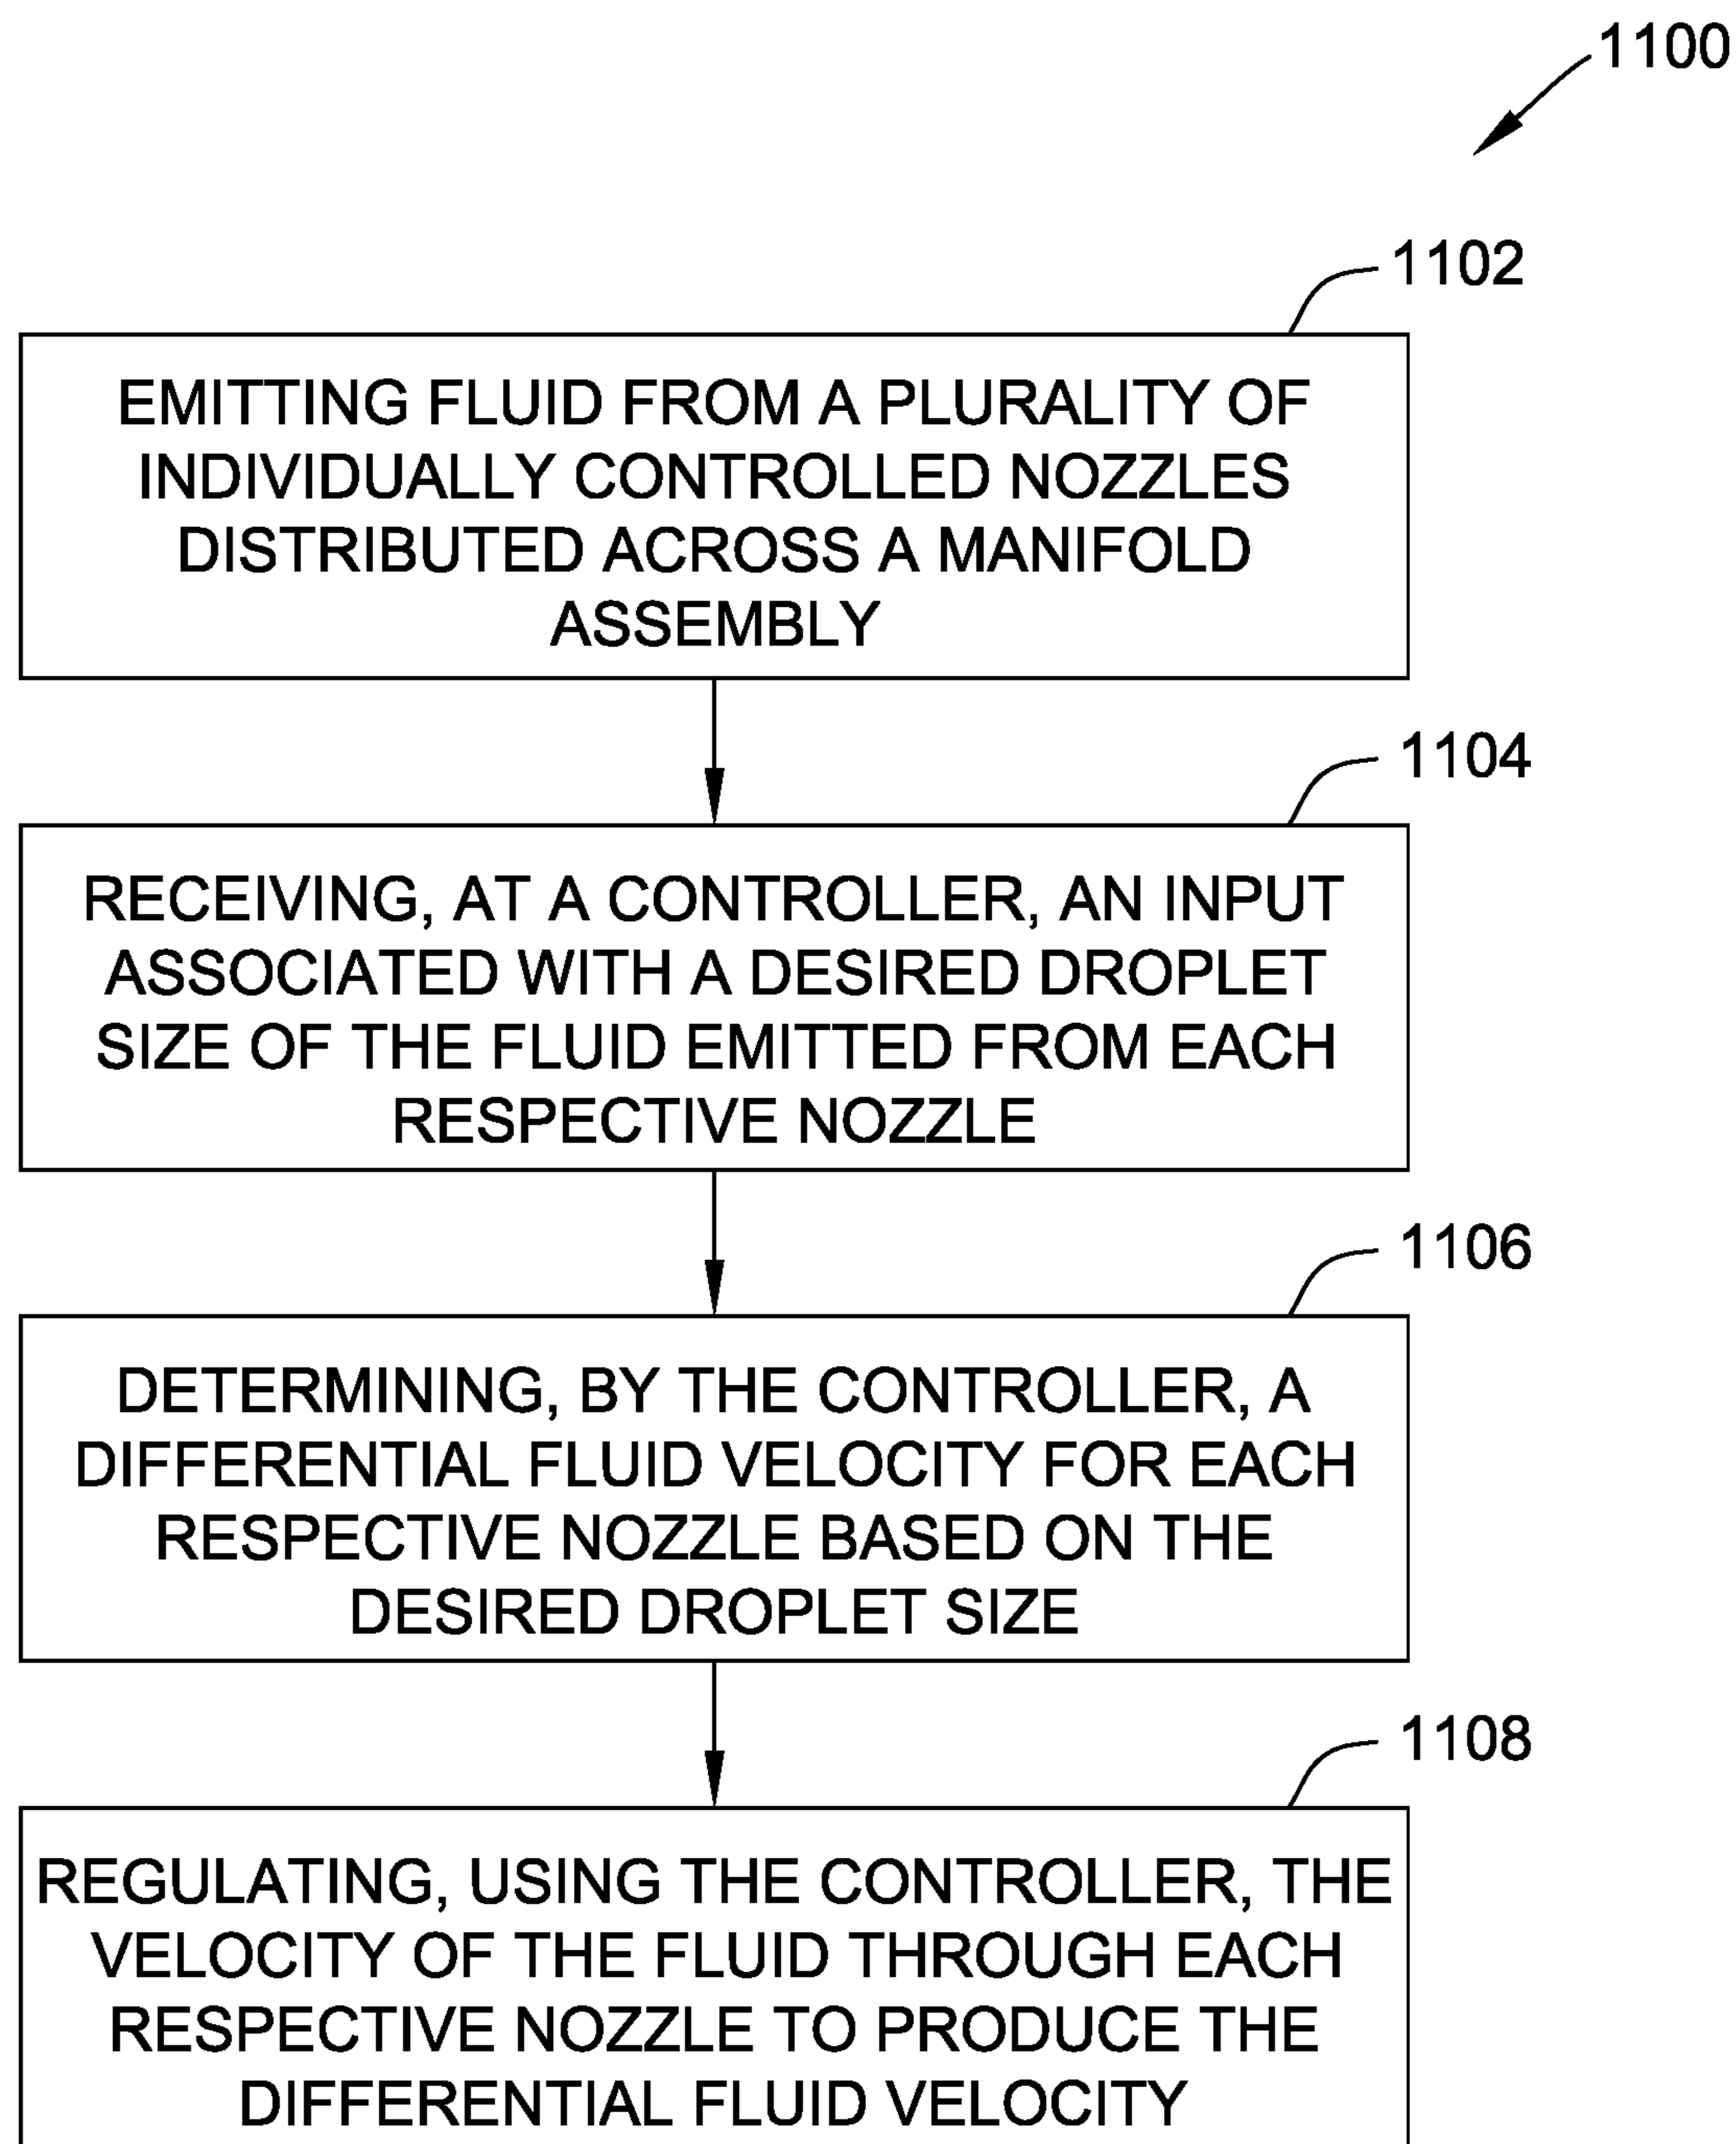 1100
1102
EMITTING FLUID FROM A PLURALITY OF
INDIVIDUALLY CONTROLLED NOZZLES
DISTRIBUTED ACROSS A MANIFOLD
ASSEMBLY
1104
RECEIVING, AT A CONTROLLER, AN INPUT
ASSOCIATED WITH A DESIRED DROPLET
SIZE OF THE FLUID EMITTED FROM EACH
RESPECTIVE NOZZLE
1106
DETERMINING, BY THE CONTROLLER, A
DIFFERENTIAL FLUID VELOCITY FOR EACH
RESPECTIVE NOZZLE BASED ON THE
DESIRED DROPLET SIZE
1108
REGULATING, USING THE CONTROLLER, THE
VELOCITY OF THE FLUID THROUGH EACH
RESPECTIVE NOZZLE TO PRODUCE THE
DIFFERENTIAL FLUID VELOCITY